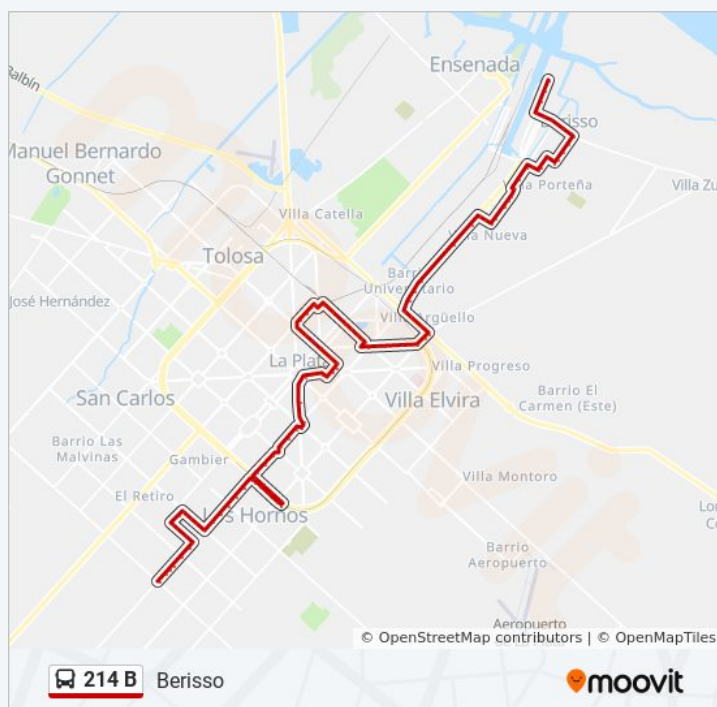 Ensenada
Balbín
Berisso
Manuel Bernardo
Gonnet
Porteña
Villa Zu
Villa Catella
Villa Nueva
Tolosa
Barrio
Universitario
José Hernández
Villa Argüello
La Plata
Villa Progreso
San Carlos
Villa Elvira
Barrio El
Carmen (Este)
Barrio Las
Malvinas
Gambier
Villa Montoro
El Retiro
Los Hornos
Barrio
Aeropuerto
Aeropuerto
© OpenStreetMap contributors | © OpenMapTiles
214 B Berisso
moovit